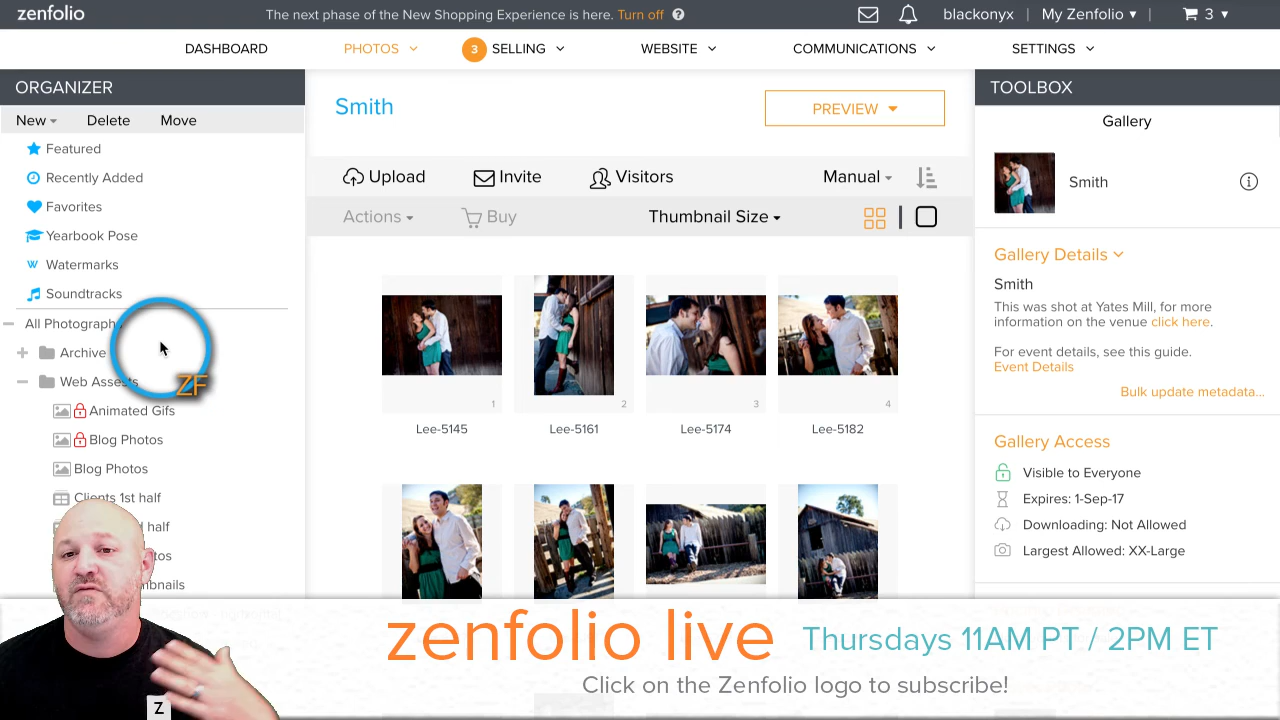 zenfolio
The next phase of the New Shopping Experience is here. Turn off ?
blackonyx | My Zenfolio | 3
DASHBOARD PHOTOS 3 SELLING WEBSITE COMMUNICATIONS SETTINGS
ORGANIZER
New Delete Move
Featured
Recently Added
Favorites
Yearbook Pose
w Watermarks
Soundtracks
All Photograph
Archive
Web Assests
ZF
Animated Gifs
Blog Photos
Blog Photos
Clients 1st half
half
Smith
PREVIEW
Upload Invite Visitors Manual
Actions Buy Thumbnail Size
1 2 3 4
Lee-5145 Lee-5161 Lee-5174 Lee-5182
TOOLBOX
Gallery
Smith
Gallery Details
Smith
This was shot at Yates Mill, for more
information on the venue click here.
For event details, see this guide.
Event Details
Bulk update metadata...
Gallery Access
Visible to Everyone
Expires: 1-Sep-17
Downloading: Not Allowed
Largest Allowed: XX-Large
zenfolio live Thursdays 11AM PT / 2PM ET
Click on the Zenfolio logo to subscribe!
Z